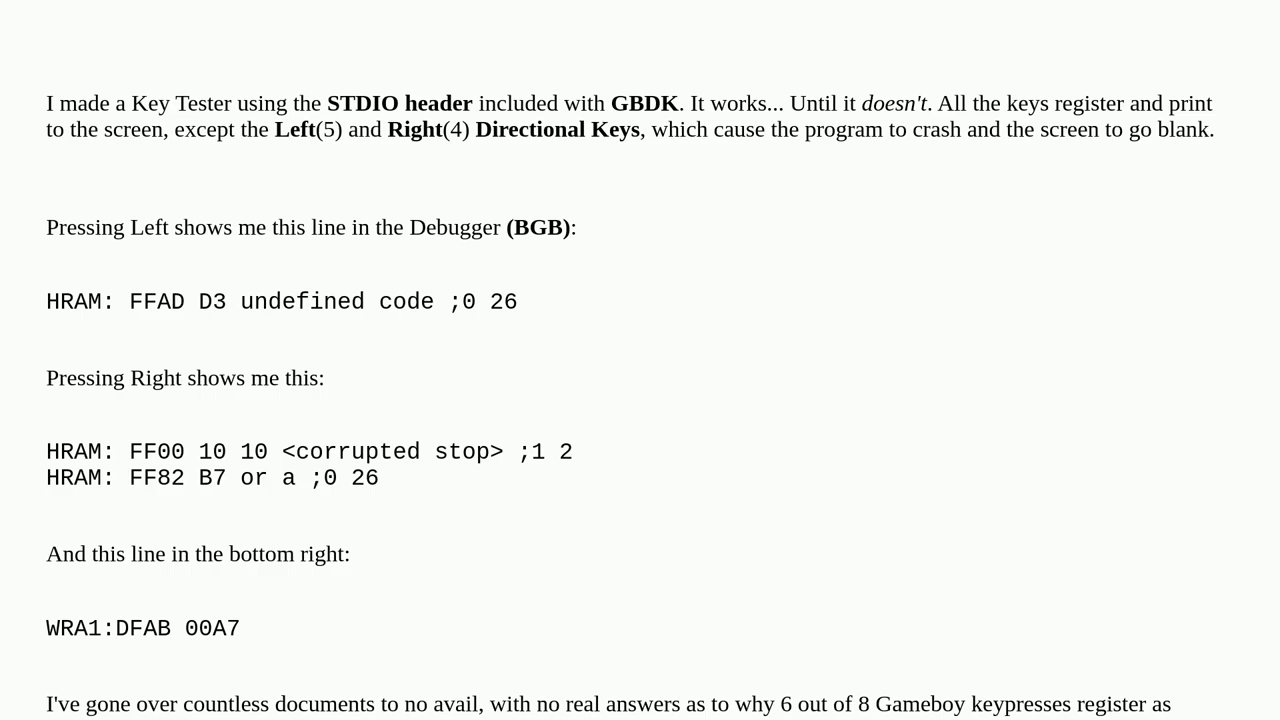 I made a Key Tester using the STDIO header included with GBDK. It works... Until it doesn't. All the keys register and print
to the screen, except the Left(5) and Right(4) Directional Keys, which cause the program to crash and the screen to go blank.
Pressing Left shows me this line in the Debugger (BGB):
HRAM: FFAD D3 undefined code ;0 26
Pressing Right shows me this:
HRAM: FF00 10 10 <corrupted stop> ;1 2
HRAM: FF82 B7 or a ;0 26
And this line in the bottom right:
WRA1:DFAB 00A7
I've gone over countless documents to no avail, with no real answers as to why 6 out of 8 Gameboy keypresses register as